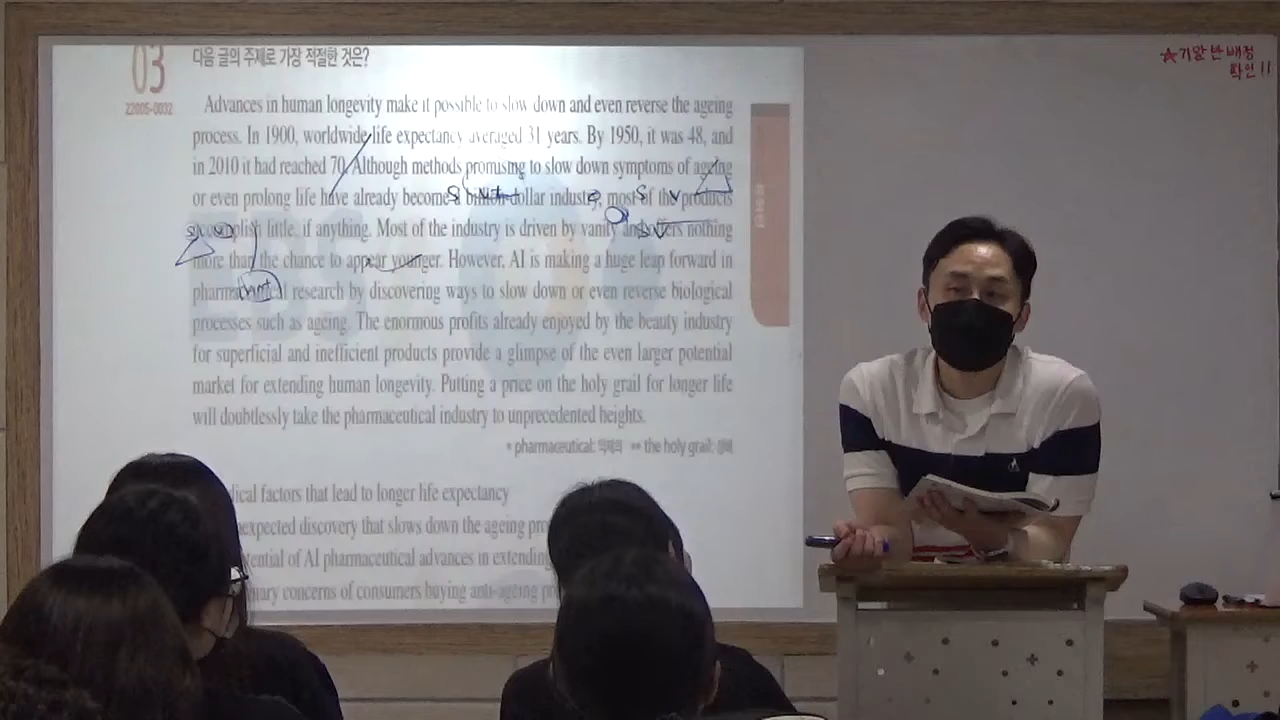 03
22005-0032
다음 글의 주제로 가장 적절한 것은?
Advances in human longevity make it possible to slow down and even reverse the ageing
process. In 1900, worldwide life expectancy averaged 31 years. By 1950, it was 48, and
in 2010 it had reached 70. Although methods promising to slow down symptoms of ageing
or even prolong life have already become a billion-dollar industry, most of the products
accomplish little, if anything. Most of the industry is driven by vanity and offers nothing
more than the chance to appear younger. However, AI is making a huge leap forward in
pharmaceutical research by discovering ways to slow down or even reverse biological
processes such as ageing. The enormous profits already enjoyed by the beauty industry
for superficial and inefficient products provide a glimpse of the even larger potential
market for extending human longevity. Putting a price on the holy grail for longer life
will doubtlessly take the pharmaceutical industry to unprecedented heights.
* pharmaceutical: 약제의 ** the holy grail: 성배
factors that lead to longer life expectancy
discovery that slows down the ageing
of AI pharmaceutical advances in extending
concerns of consumers buying anti-ageing
S
S V
S V
not
★기말 반 배정
확인!!